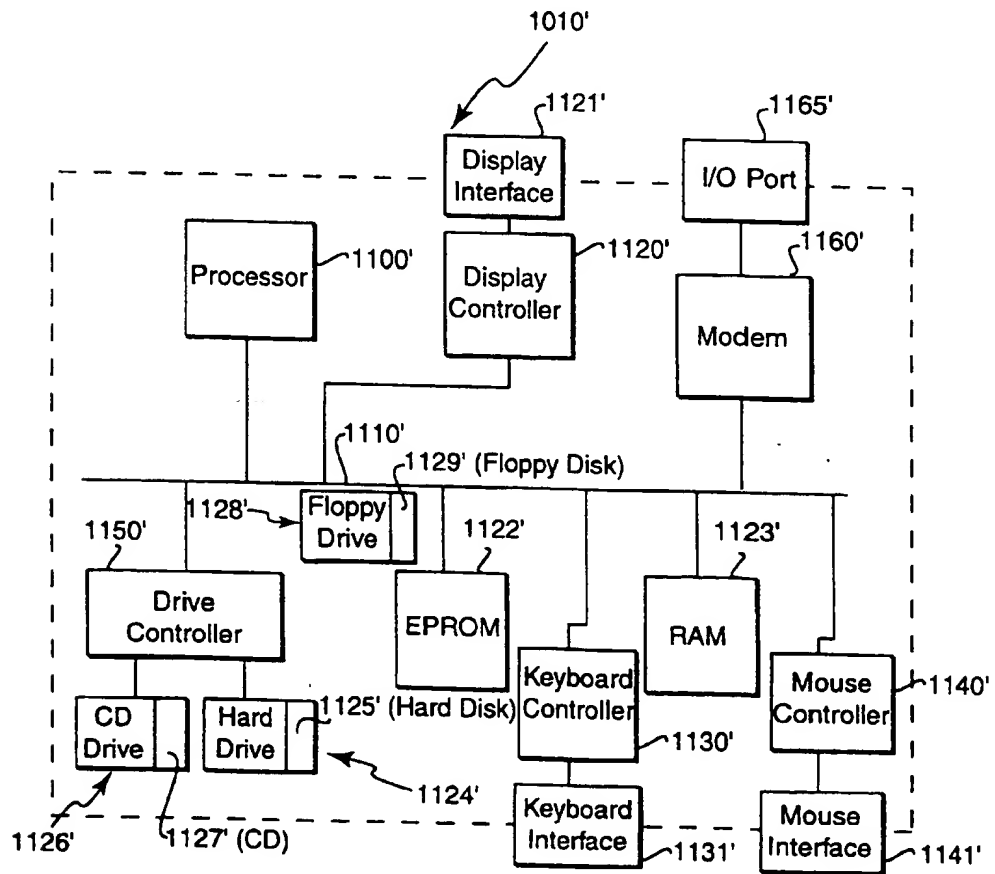 1010'
1121'
1165'
Display
Interface
I/O Port
1100'
1120'
1160'
Processor
Display
Controller
Modem
1110'
1129' (Floppy Disk)
1128'
Floppy
Drive
1150'
1122'
1123'
Drive
Controller
EPROM
RAM
CD
Drive
Hard
Drive
1125' (Hard Disk)
Keyboard
Controller
Mouse
Controller
1140'
1130'
1124'
1126'
1127' (CD)
Keyboard
Interface
1131'
Mouse
Interface
1141'